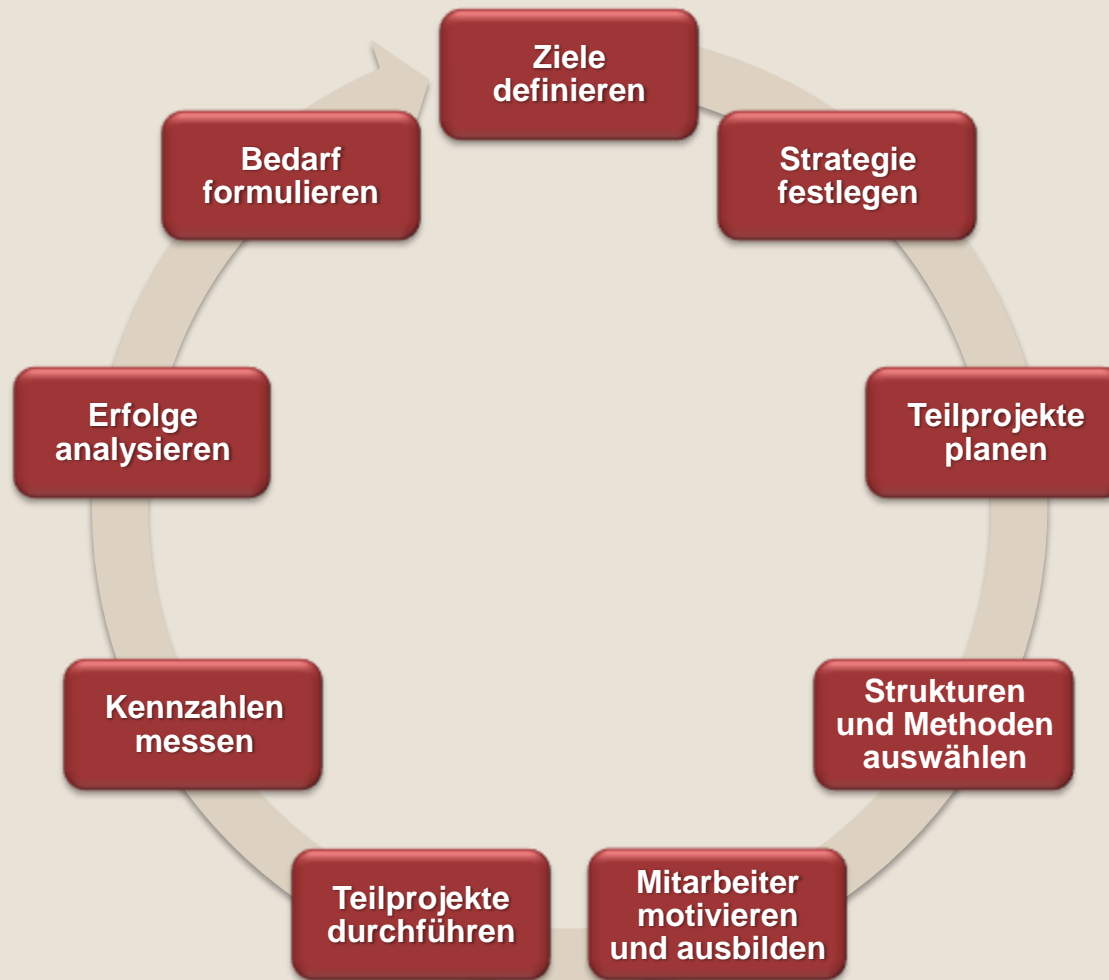 Ziele
definieren
Strategie
festlegen
Teilprojekte
planen
Strukturen
und Methoden
auswählen
Mitarbeiter
motivieren
und ausbilden
Teilprojekte
durchführen
Kennzahlen
messen
Erfolge
analysieren
Bedarf
formulieren